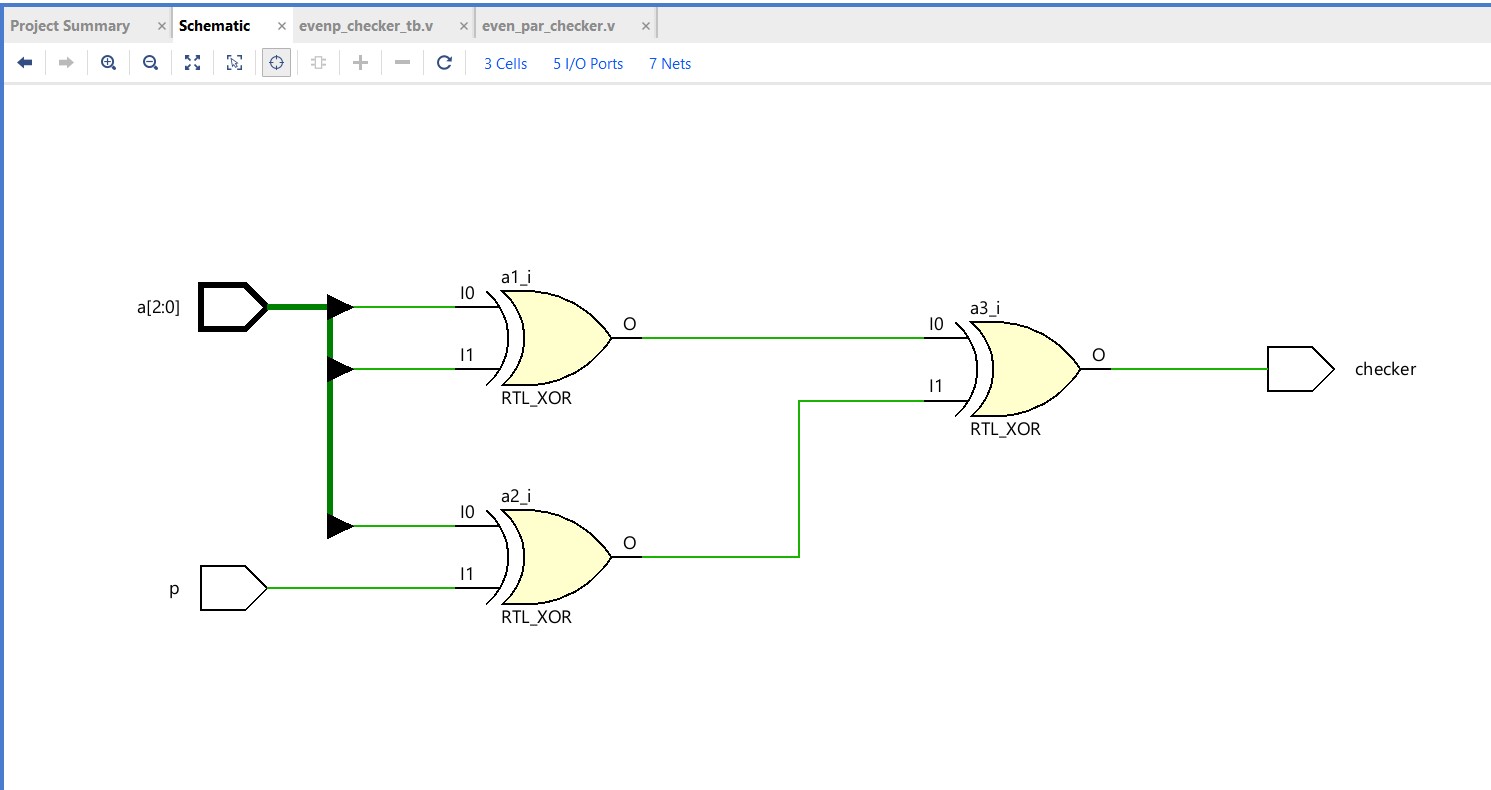 Project Summary × Schematic × evenp_checker_tb.v × even_par_checker.v ×
3 Cells 5 I/O Ports 7 Nets
a[2:0]
I0
a1_i
I1
O
RTL_XOR
I0
a3_i
I1
O
RTL_XOR
checker
p
I0
a2_i
I1
O
RTL_XOR